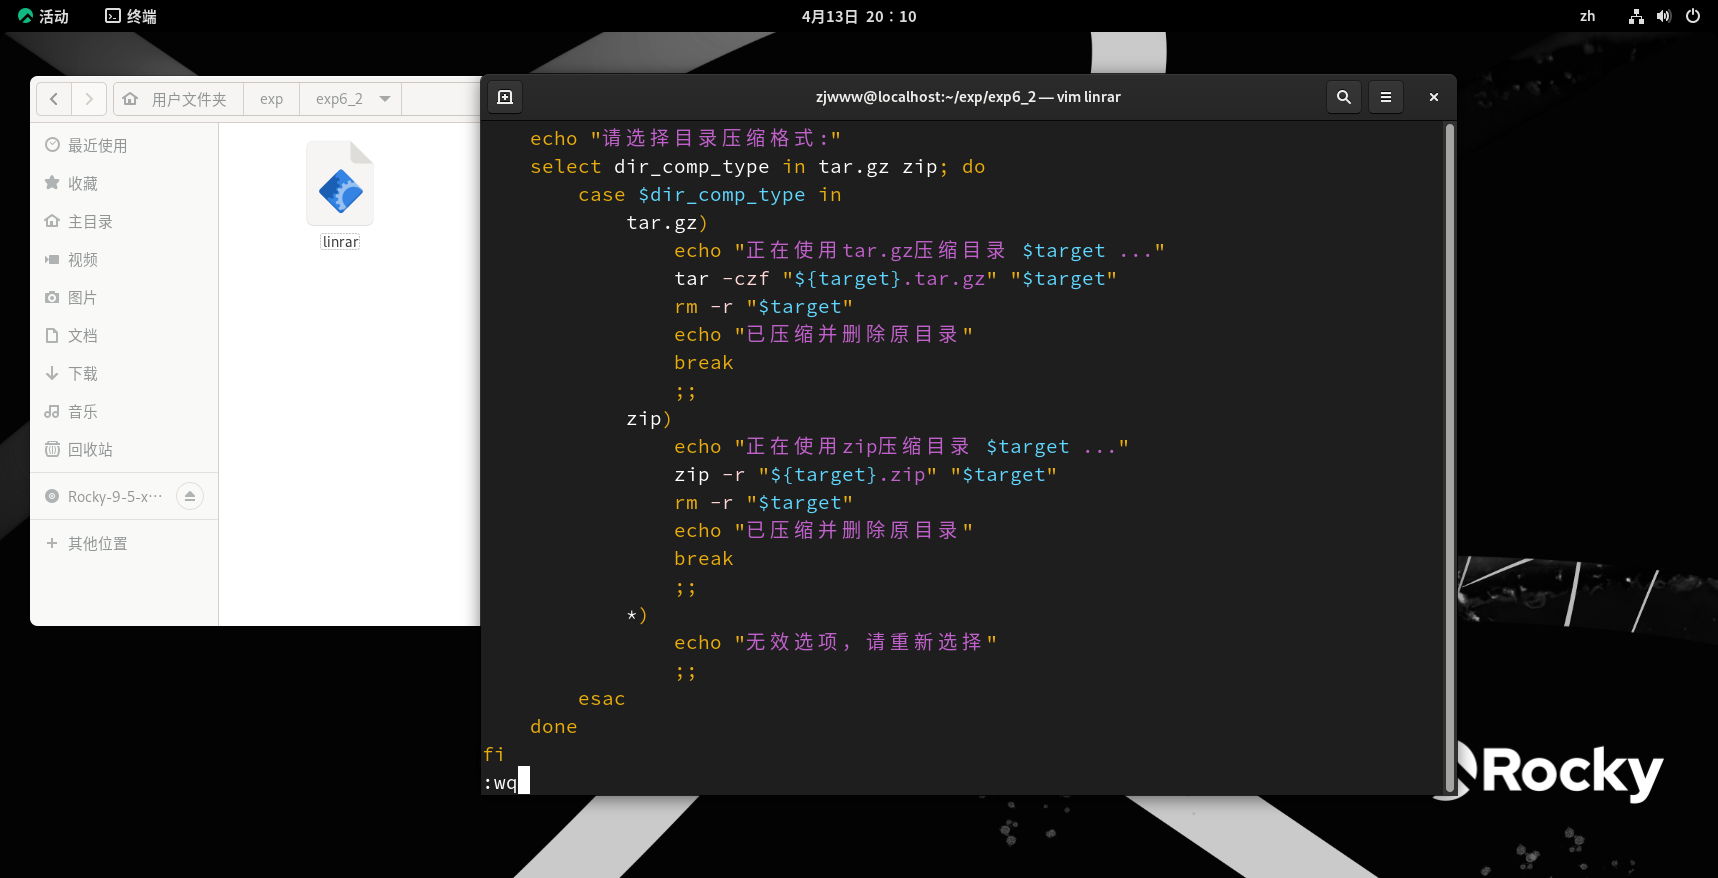 活动
终端
4月13日 20：10
zh
用户文件夹
exp
exp6_2
最近使用
收藏
主目录
视频
图片
文档
下载
音乐
回收站
Rocky-9-5-x···
其他位置
linrar
zjwww@localhost:~/exp/exp6_2 — vim linrar
    echo "请选择目录压缩格式:"
    select dir_comp_type in tar.gz zip; do
        case $dir_comp_type in
            tar.gz)
                echo "正在使用tar.gz压缩目录 $target ..."
                tar -czf "${target}.tar.gz" "$target"
                rm -r "$target"
                echo "已压缩并删除原目录"
                break
                ;;
            zip)
                echo "正在使用zip压缩目录 $target ..."
                zip -r "${target}.zip" "$target"
                rm -r "$target"
                echo "已压缩并删除原目录"
                break
                ;;
            *)
                echo "无效选项，请重新选择"
                ;;
        esac
    done
fi
:wq
Rocky